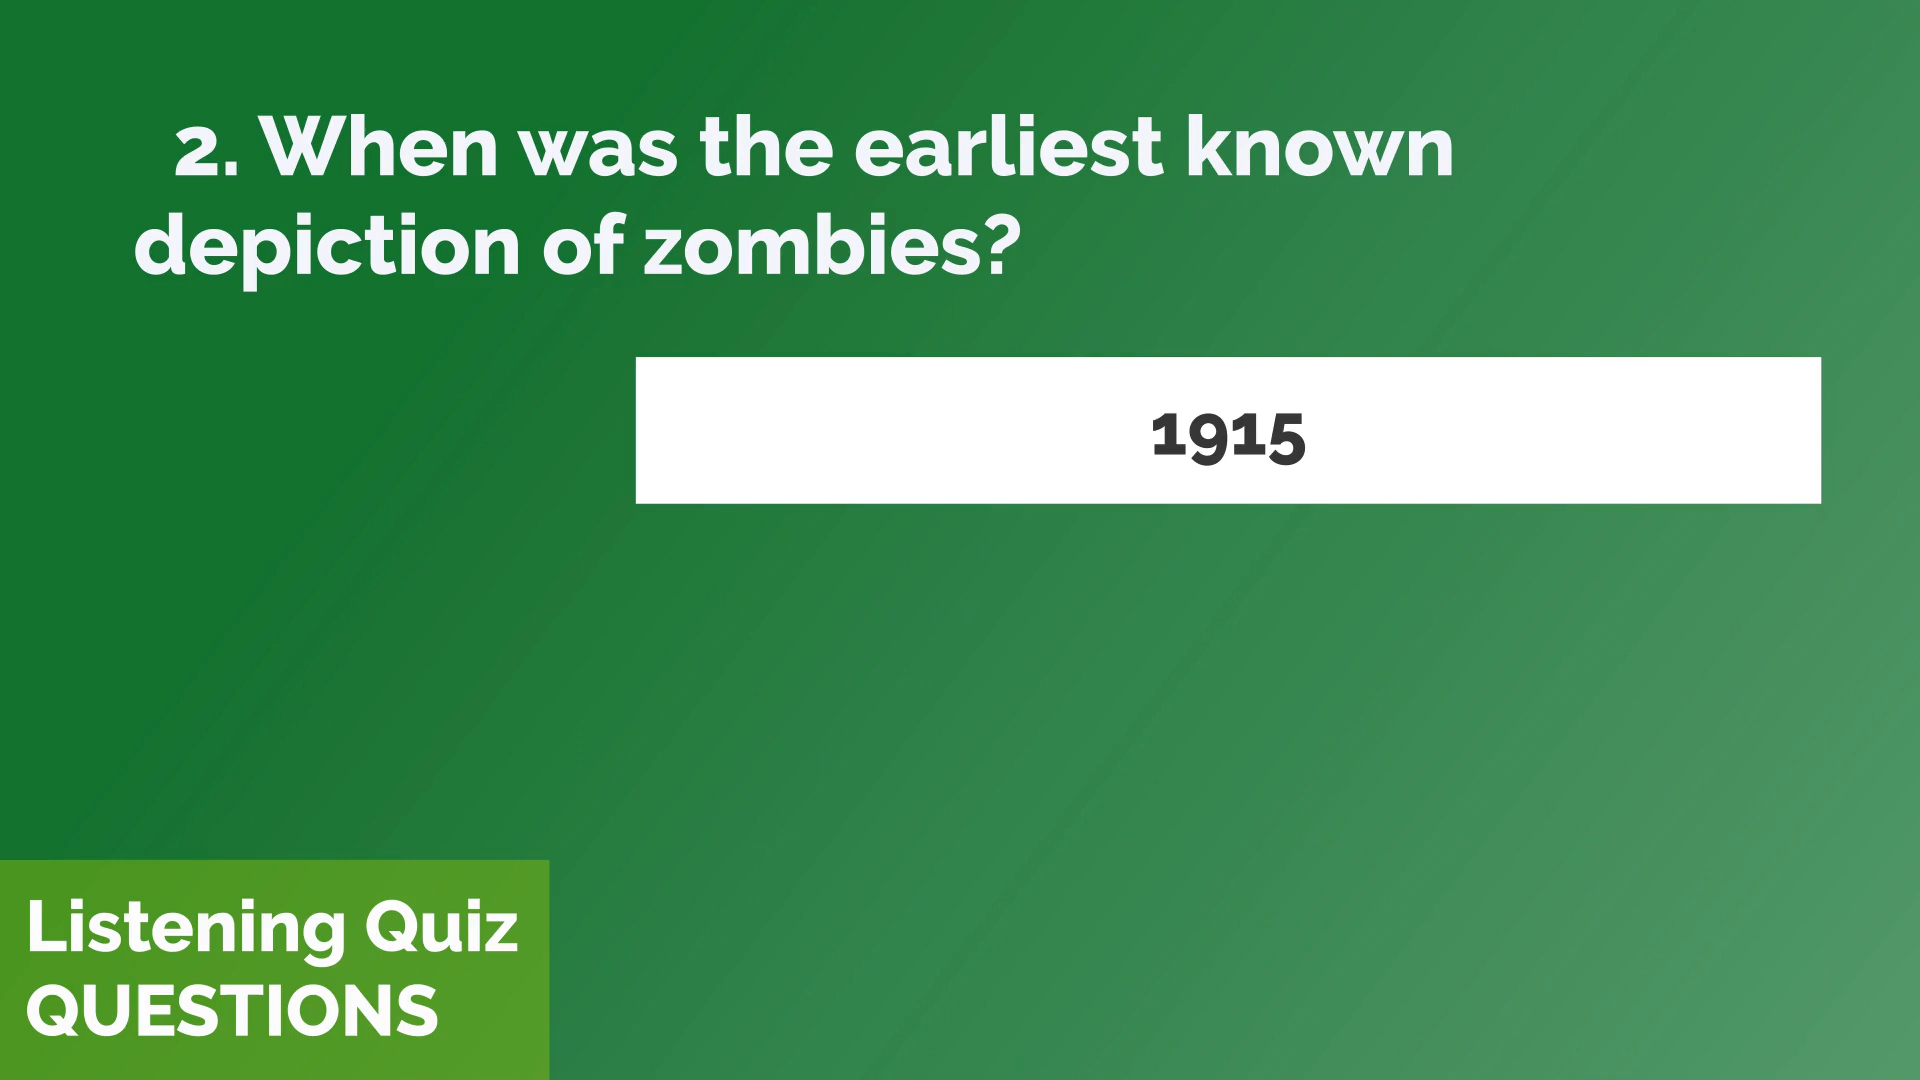 2. When was the earliest known
depiction of zombies?
1915
Listening Quiz
QUESTIONS